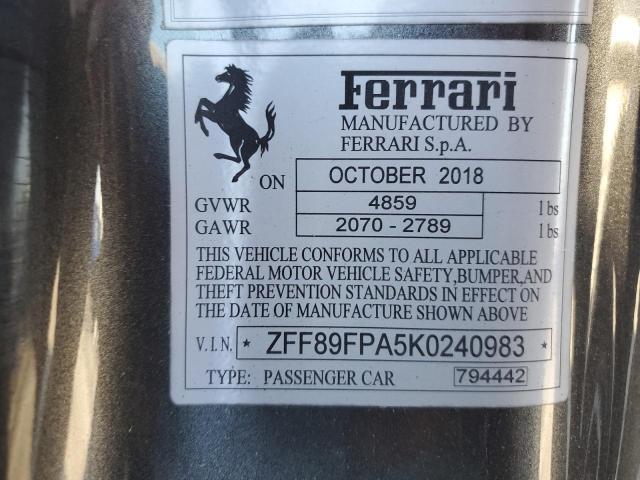 Ferrari
MANUFACTURED BY
FERRARI S.p.A.
ON OCTOBER 2018
GVWR 4859 lbs
GAWR 2070 - 2789 lbs
THIS VEHICLE CONFORMS TO ALL APPLICABLE
FEDERAL MOTOR VEHICLE SAFETY,BUMPER,AND
THEFT PREVENTION STANDARDS IN EFFECT ON
THE DATE OF MANUFACTURE SHOWN ABOVE
V.I.N. * ZFF89FPA5K0240983 *
TYPE: PASSENGER CAR 794442